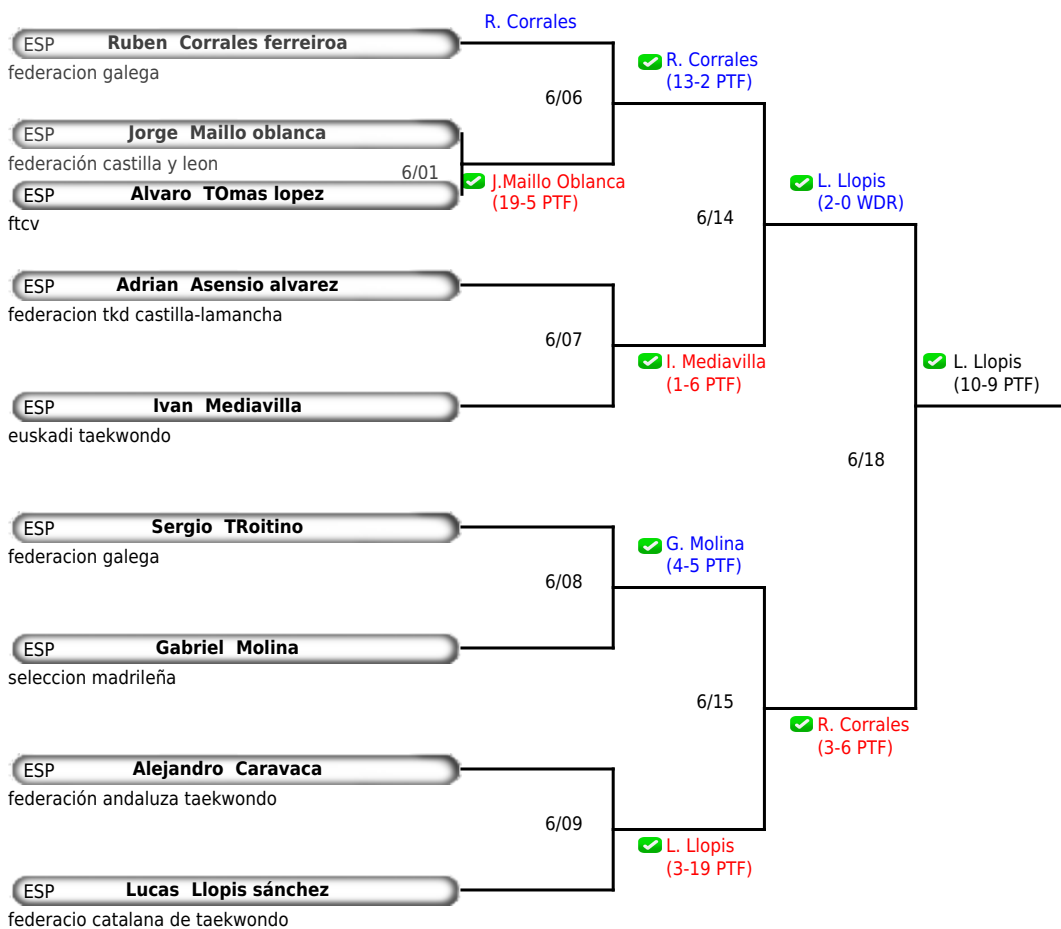 R. Corrales
ESP Ruben Corrales ferreiroa
federacion galega
R. Corrales
(13-2 PTF)
6/06
ESP Jorge Maillo oblanca
federación castilla y leon
6/01
J.Maillo Oblanca
(19-5 PTF)
ESP Alvaro TOmas lopez
ftcv
L. Llopis
(2-0 WDR)
6/14
ESP Adrian Asensio alvarez
federacion tkd castilla-lamancha
6/07
I. Mediavilla
(1-6 PTF)
L. Llopis
(10-9 PTF)
ESP Ivan Mediavilla
euskadi taekwondo
6/18
ESP Sergio TRoitino
federacion galega
G. Molina
(4-5 PTF)
6/08
ESP Gabriel Molina
seleccion madrileña
6/15
R. Corrales
(3-6 PTF)
ESP Alejandro Caravaca
federación andaluza taekwondo
6/09
L. Llopis
(3-19 PTF)
ESP Lucas Llopis sánchez
federacio catalana de taekwondo